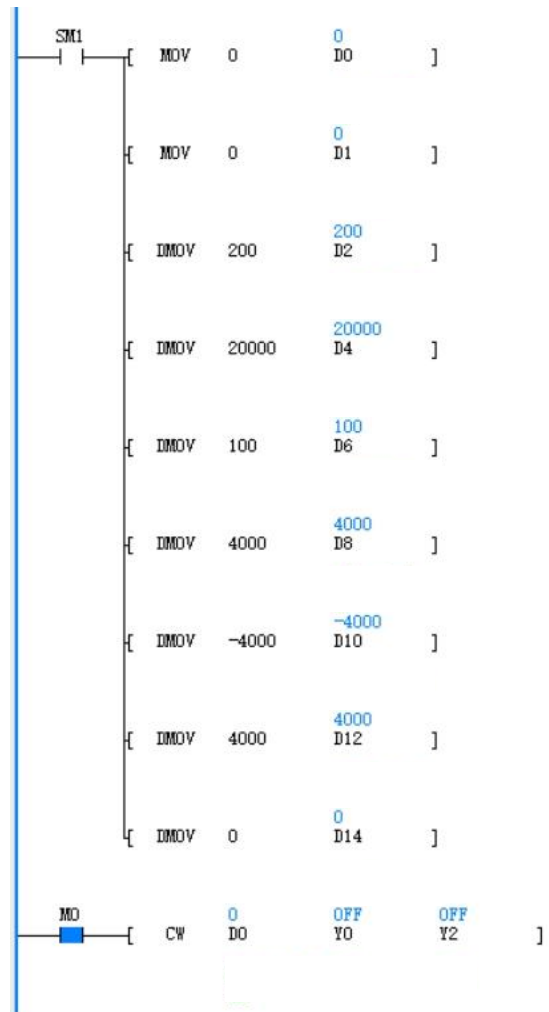 SM1
0
[ MOV 0 D0 ]
0
[ MOV 0 D1 ]
200
[ DMOV 200 D2 ]
20000
[ DMOV 20000 D4 ]
100
[ DMOV 100 D6 ]
4000
[ DMOV 4000 D8 ]
-4000
[ DMOV -4000 D10 ]
4000
[ DMOV 4000 D12 ]
0
[ DMOV 0 D14 ]
M0 0 OFF OFF
[ CW D0 Y0 Y2 ]